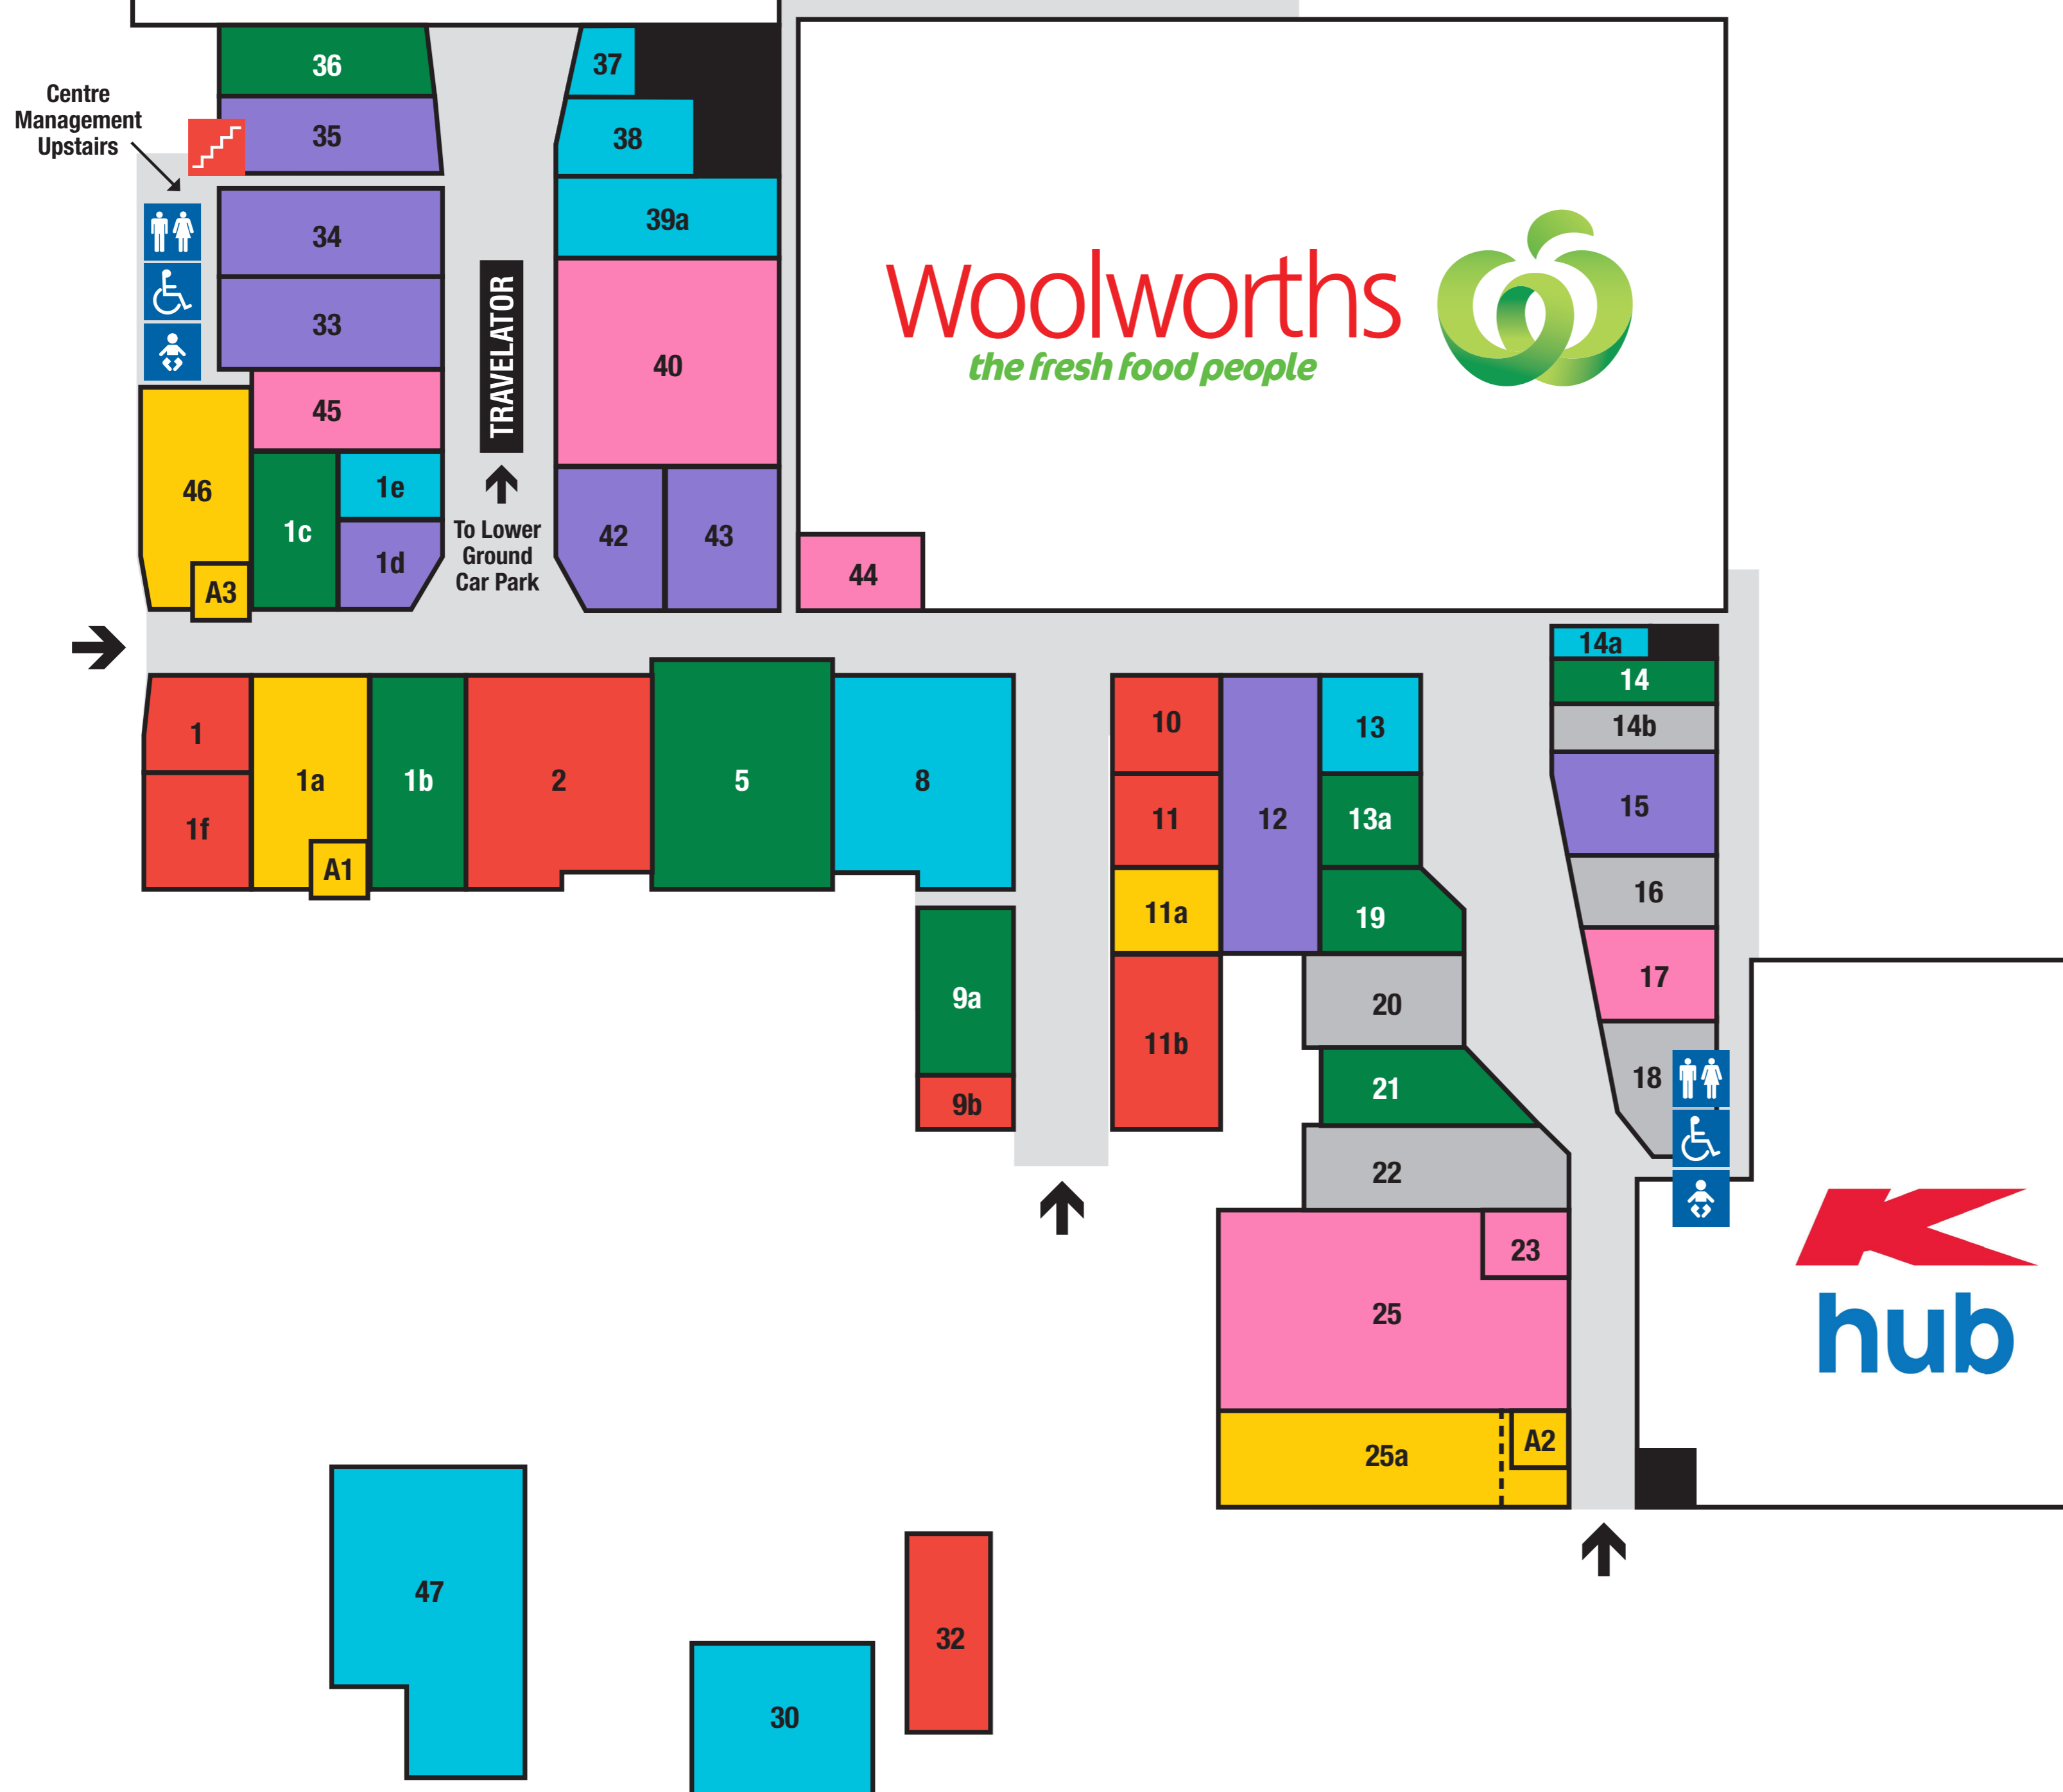 36
37
Centre
Management
Upstairs
35
38
34
39a
33
TRAVELATOR
40
Woolworths
the fresh food people
45
46
1e
1c
1d
A3
To Lower
Ground
Car Park
42
43
44
14a
14
14b
1
1a
1b
2
5
8
10
12
13
15
1f
A1
11
13a
16
11a
19
17
9a
20
11b
18
9b
21
22
23
25
hub
25a
A2
47
32
30